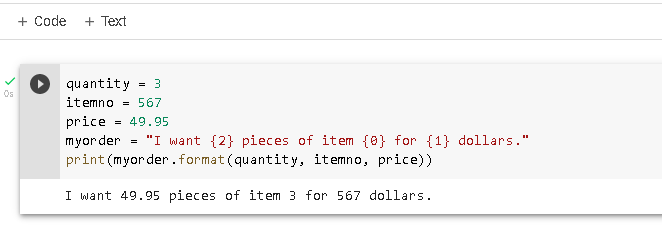 + Code + Text
0s
quantity = 3
itemno = 567
price = 49.95
myorder = "I want {2} pieces of item {0} for {1} dollars."
print(myorder.format(quantity, itemno, price))
I want 49.95 pieces of item 3 for 567 dollars.